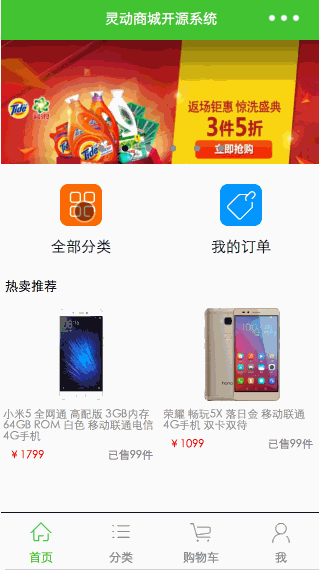 灵动商城开源系统
Tide
返场钜惠 惊洗盛典
3件5折
立即抢购
全部分类
我的订单
热卖推荐
小米5 全网通 高配版 3GB内存
64GB ROM 白色 移动联通电信
4G手机
¥1799
已售99件
荣耀 畅玩5X 落日金 移动联通
4G手机 双卡双待
¥1099
已售99件
首页
分类
购物车
我